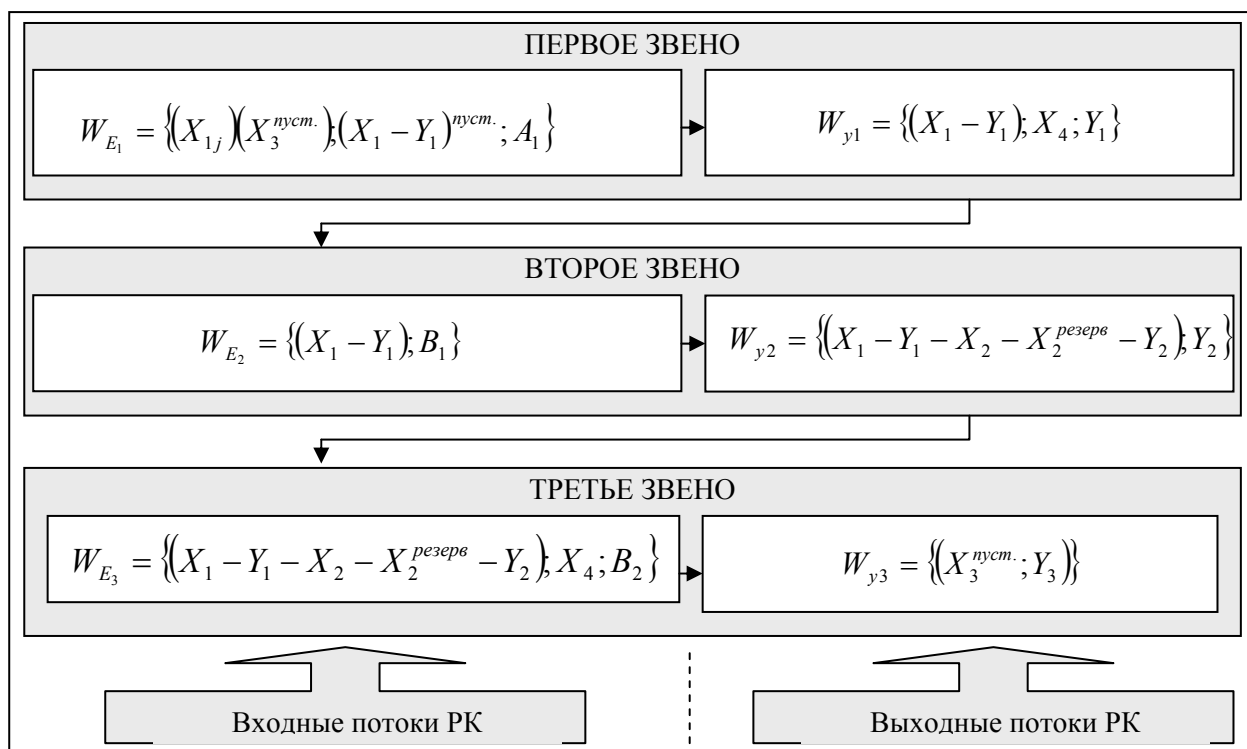 ПЕРВОЕ ЗВЕНО
$W_{E_1} = \{(X_{1j})(X_3^{пуст.}); (X_1 - Y_1)^{пуст.}; A_1\}$
$W_{y1} = \{(X_1 - Y_1); X_4; Y_1\}$
ВТОРОЕ ЗВЕНО
$W_{E_2} = \{(X_1 - Y_1); B_1\}$
$W_{y2} = \{(X_1 - Y_1 - X_2 - X_2^{резерв} - Y_2); Y_2\}$
ТРЕТЬЕ ЗВЕНО
$W_{E_3} = \{(X_1 - Y_1 - X_2 - X_2^{резерв} - Y_2); X_4; B_2\}$
$W_{y3} = \{(X_3^{пуст.}; Y_3)\}$
Входные потоки РК
Выходные потоки РК